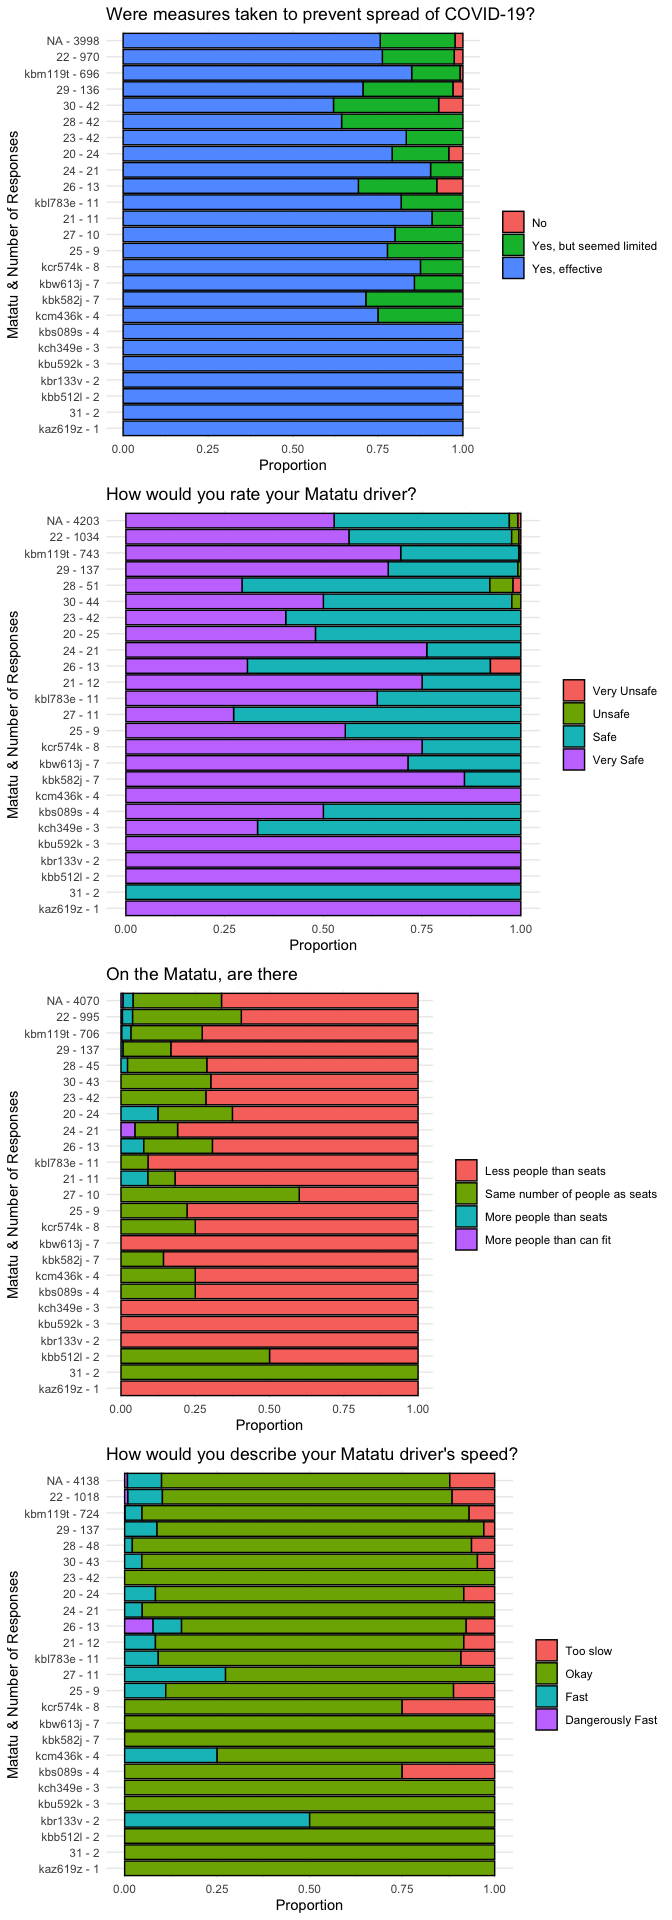 Were measures taken to prevent spread of COVID-19?
Matatu & Number of Responses
NA - 3998
22 - 970
kbm119t - 696
29 - 136
30 - 42
28 - 42
23 - 42
20 - 24
24 - 21
26 - 13
kbl783e - 11
21 - 11
27 - 10
25 - 9
kcr574k - 8
kbw613j - 7
kbk582j - 7
kcm436k - 4
kbs089s - 4
kch349e - 3
kbu592k - 3
kbr133v - 2
kbb512l - 2
31 - 2
kaz619z - 1
0.00 0.25 0.50 0.75 1.00
Proportion
No
Yes, but seemed limited
Yes, effective
How would you rate your Matatu driver?
Matatu & Number of Responses
NA - 4203
22 - 1034
kbm119t - 743
29 - 137
28 - 51
30 - 44
23 - 42
20 - 25
24 - 21
26 - 13
21 - 12
kbl783e - 11
27 - 11
25 - 9
kcr574k - 8
kbw613j - 7
kbk582j - 7
kcm436k - 4
kbs089s - 4
kch349e - 3
kbu592k - 3
kbr133v - 2
kbb512l - 2
31 - 2
kaz619z - 1
0.00 0.25 0.50 0.75 1.00
Proportion
Very Unsafe
Unsafe
Safe
Very Safe
On the Matatu, are there
Matatu & Number of Responses
NA - 4070
22 - 995
kbm119t - 706
29 - 137
28 - 45
30 - 43
23 - 42
20 - 24
24 - 21
26 - 13
kbl783e - 11
21 - 11
27 - 10
25 - 9
kcr574k - 8
kbw613j - 7
kbk582j - 7
kcm436k - 4
kbs089s - 4
kch349e - 3
kbu592k - 3
kbr133v - 2
kbb512l - 2
31 - 2
kaz619z - 1
0.00 0.25 0.50 0.75 1.00
Proportion
Less people than seats
Same number of people as seats
More people than seats
More people than can fit
How would you describe your Matatu driver's speed?
Matatu & Number of Responses
NA - 4138
22 - 1018
kbm119t - 724
29 - 137
28 - 48
30 - 43
23 - 42
20 - 24
24 - 21
26 - 13
21 - 12
kbl783e - 11
27 - 11
25 - 9
kcr574k - 8
kbw613j - 7
kbk582j - 7
kcm436k - 4
kbs089s - 4
kch349e - 3
kbu592k - 3
kbr133v - 2
kbb512l - 2
31 - 2
kaz619z - 1
0.00 0.25 0.50 0.75 1.00
Proportion
Too slow
Okay
Fast
Dangerously Fast